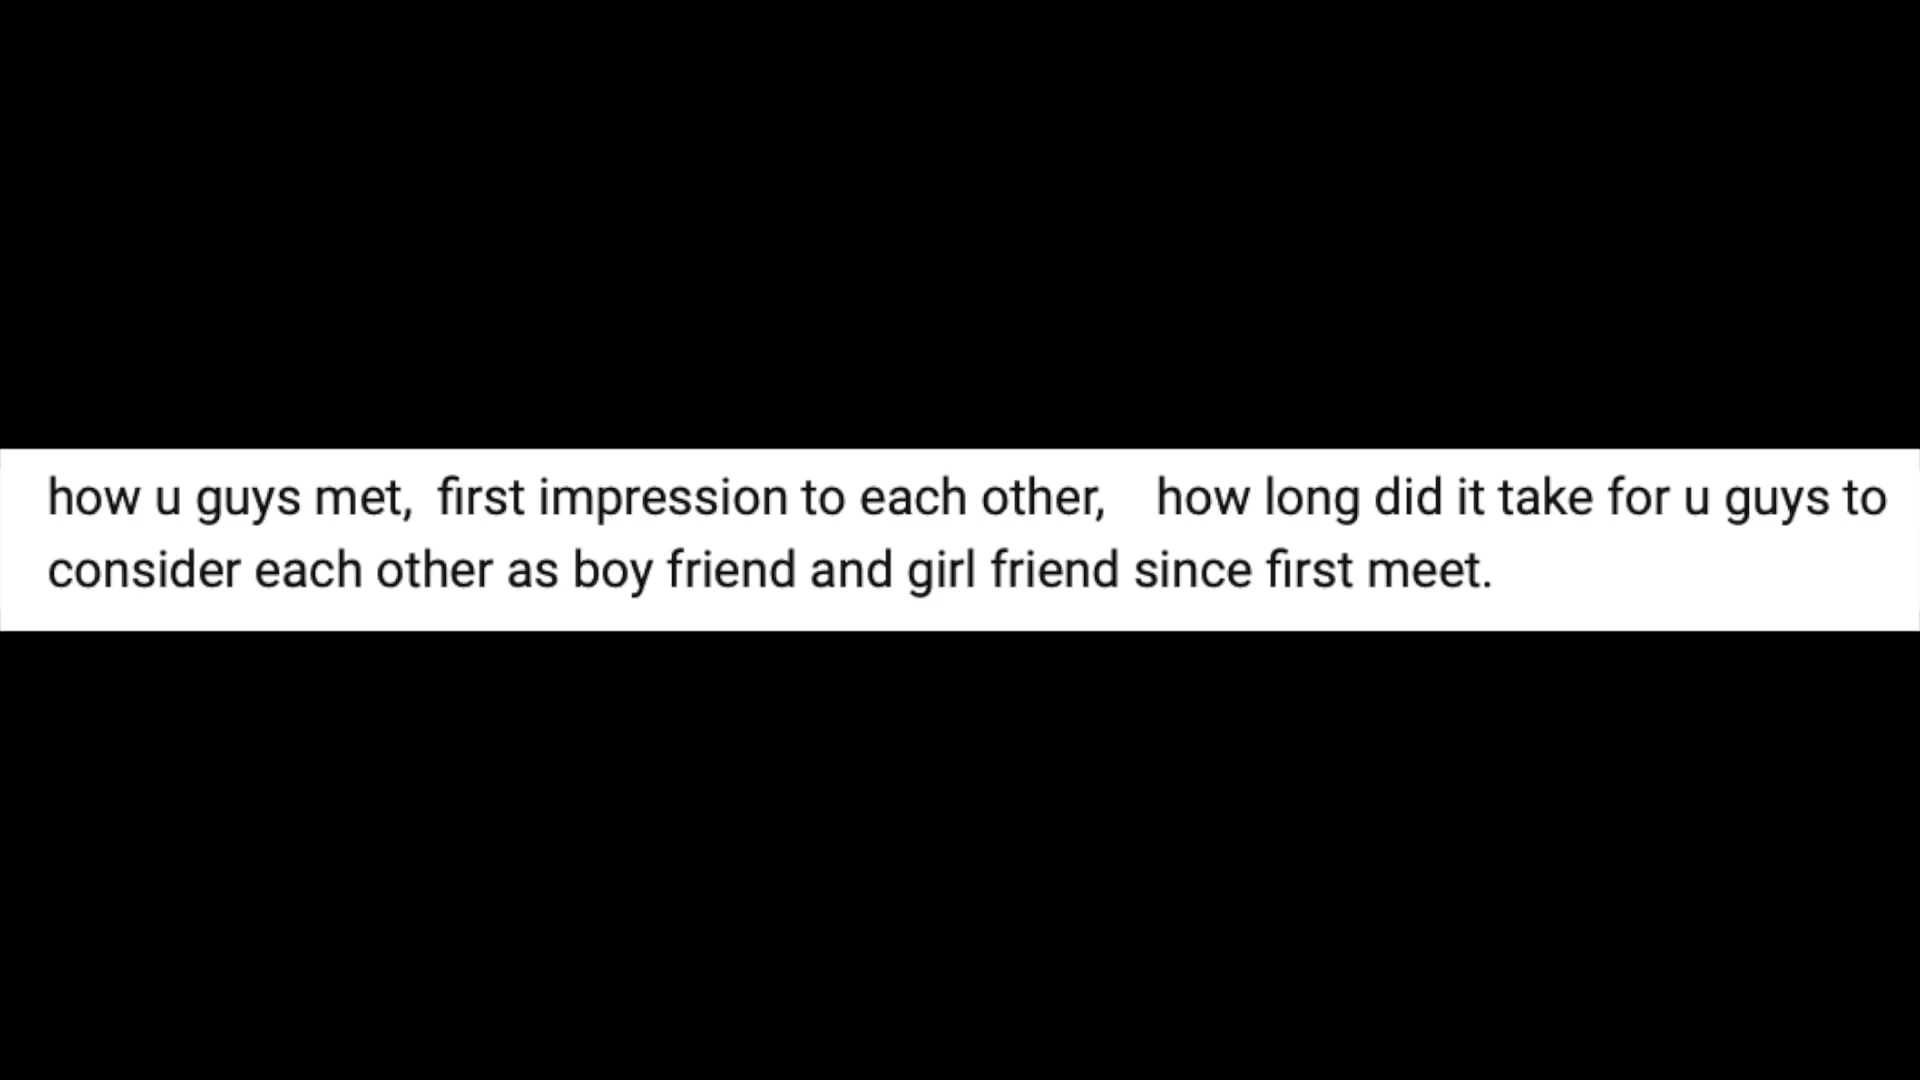 how u guys met,  first impression to each other,    how long did it take for u guys to
consider each other as boy friend and girl friend since first meet.